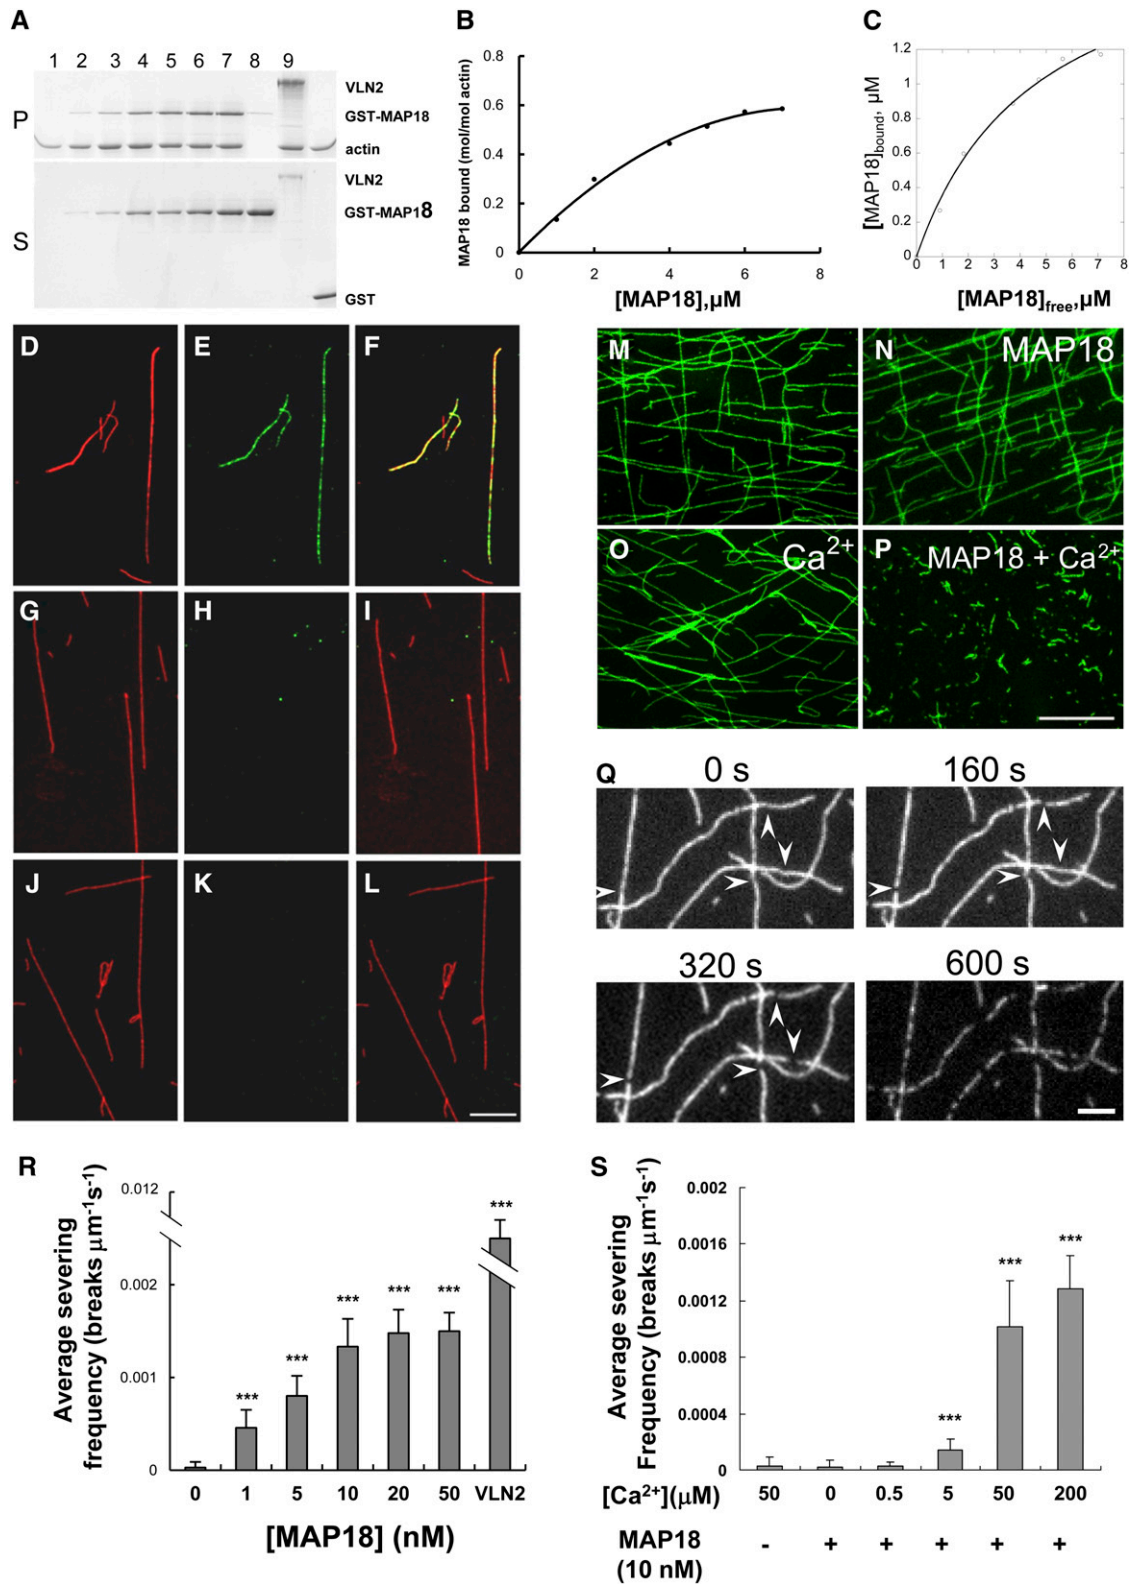 A
1 2 3 4 5 6 7 8 9
P
VLN2
GST-MAP18
actin
S
VLN2
GST-MAP18
GST
B
MAP18 bound (mol/mol actin)
0.8
0.6
0.4
0.2
0
0 2 4 6 8
[MAP18],µM
C
[MAP18]bound, µM
1.2
1
0.8
0.6
0.4
0.2
0
0 1 2 3 4 5 6 7 8
[MAP18]free,µM
D
E
F
G
H
I
J
K
L
M
N
MAP18
O
Ca2+
P
MAP18 + Ca2+
Q
0 s
160 s
320 s
600 s
R
Average severing
frequency (breaks µm-1s-1)
0.012
0.002
0.001
0
***
***
***
***
***
***
0 1 5 10 20 50 VLN2
[MAP18] (nM)
S
Average severing
Frequency (breaks µm-1s-1)
0.002
0.0016
0.0012
0.0008
0.0004
0
***
***
***
[Ca2+](µM) 50 0 0.5 5 50 200
MAP18 - + + + + +
(10 nM)